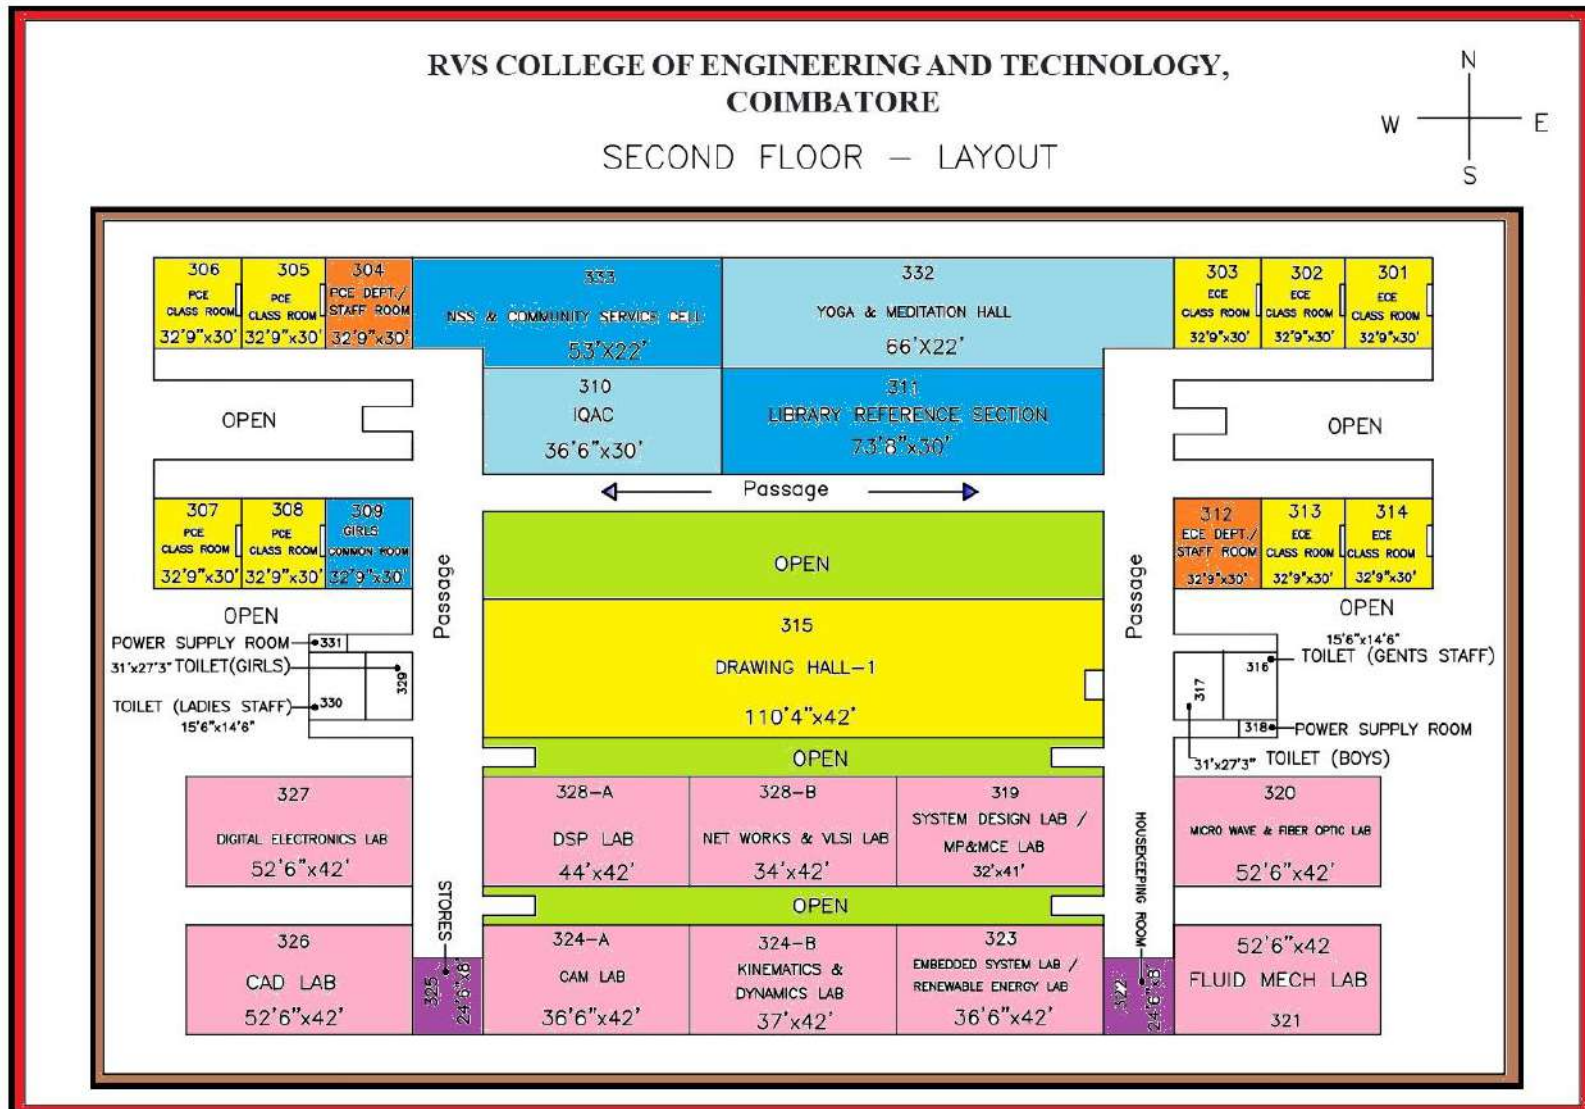 RVS COLLEGE OF ENGINEERING AND TECHNOLOGY,
COIMBATORE
SECOND FLOOR – LAYOUT
N
W
E
S
306
PCE
CLASS ROOM
32'9"x30'
305
PCE
CLASS ROOM
32'9"x30'
304
PCE DEPT./
STAFF ROOM
32'9"x30'
333
NSS & COMMUNITY SERVICE CELL
53'X22'
332
YOGA & MEDITATION HALL
66'X22'
303
ECE
CLASS ROOM
32'9"x30'
302
ECE
CLASS ROOM
32'9"x30'
301
ECE
CLASS ROOM
32'9"x30'
OPEN
310
IQAC
36'6"x30'
311
LIBRARY REFERENCE SECTION
73'8"x30'
OPEN
Passage
307
PCE
CLASS ROOM
32'9"x30'
308
PCE
CLASS ROOM
32'9"x30'
309
GIRLS
COMMON ROOM
32'9"x30'
Passage
OPEN
Passage
312
ECE DEPT./
STAFF ROOM
32'9"x30'
313
ECE
CLASS ROOM
32'9"x30'
314
ECE
CLASS ROOM
32'9"x30'
OPEN
POWER SUPPLY ROOM
331
31'x27'3" TOILET(GIRLS)
329
TOILET (LADIES STAFF)
330
15'6"x14'6"
315
DRAWING HALL-1
110'4"x42'
OPEN
15'6"x14'6"
TOILET (GENTS STAFF)
316
317
318
POWER SUPPLY ROOM
31'x27'3" TOILET (BOYS)
OPEN
327
DIGITAL ELECTRONICS LAB
52'6"x42'
328-A
DSP LAB
44'x42'
328-B
NET WORKS & VLSI LAB
34'x42'
319
SYSTEM DESIGN LAB /
MP&MCE LAB
32'x41'
HOUSEKEEPING ROOM
320
MICRO WAVE & FIBER OPTIC LAB
52'6"x42'
STORES
OPEN
326
CAD LAB
52'6"x42'
325
24'6"x8'
324-A
CAM LAB
36'6"x42'
324-B
KINEMATICS &
DYNAMICS LAB
37'x42'
323
EMBEDDED SYSTEM LAB /
RENEWABLE ENERGY LAB
36'6"x42'
322
24'6"x8'
52'6"x42
FLUID MECH LAB
321